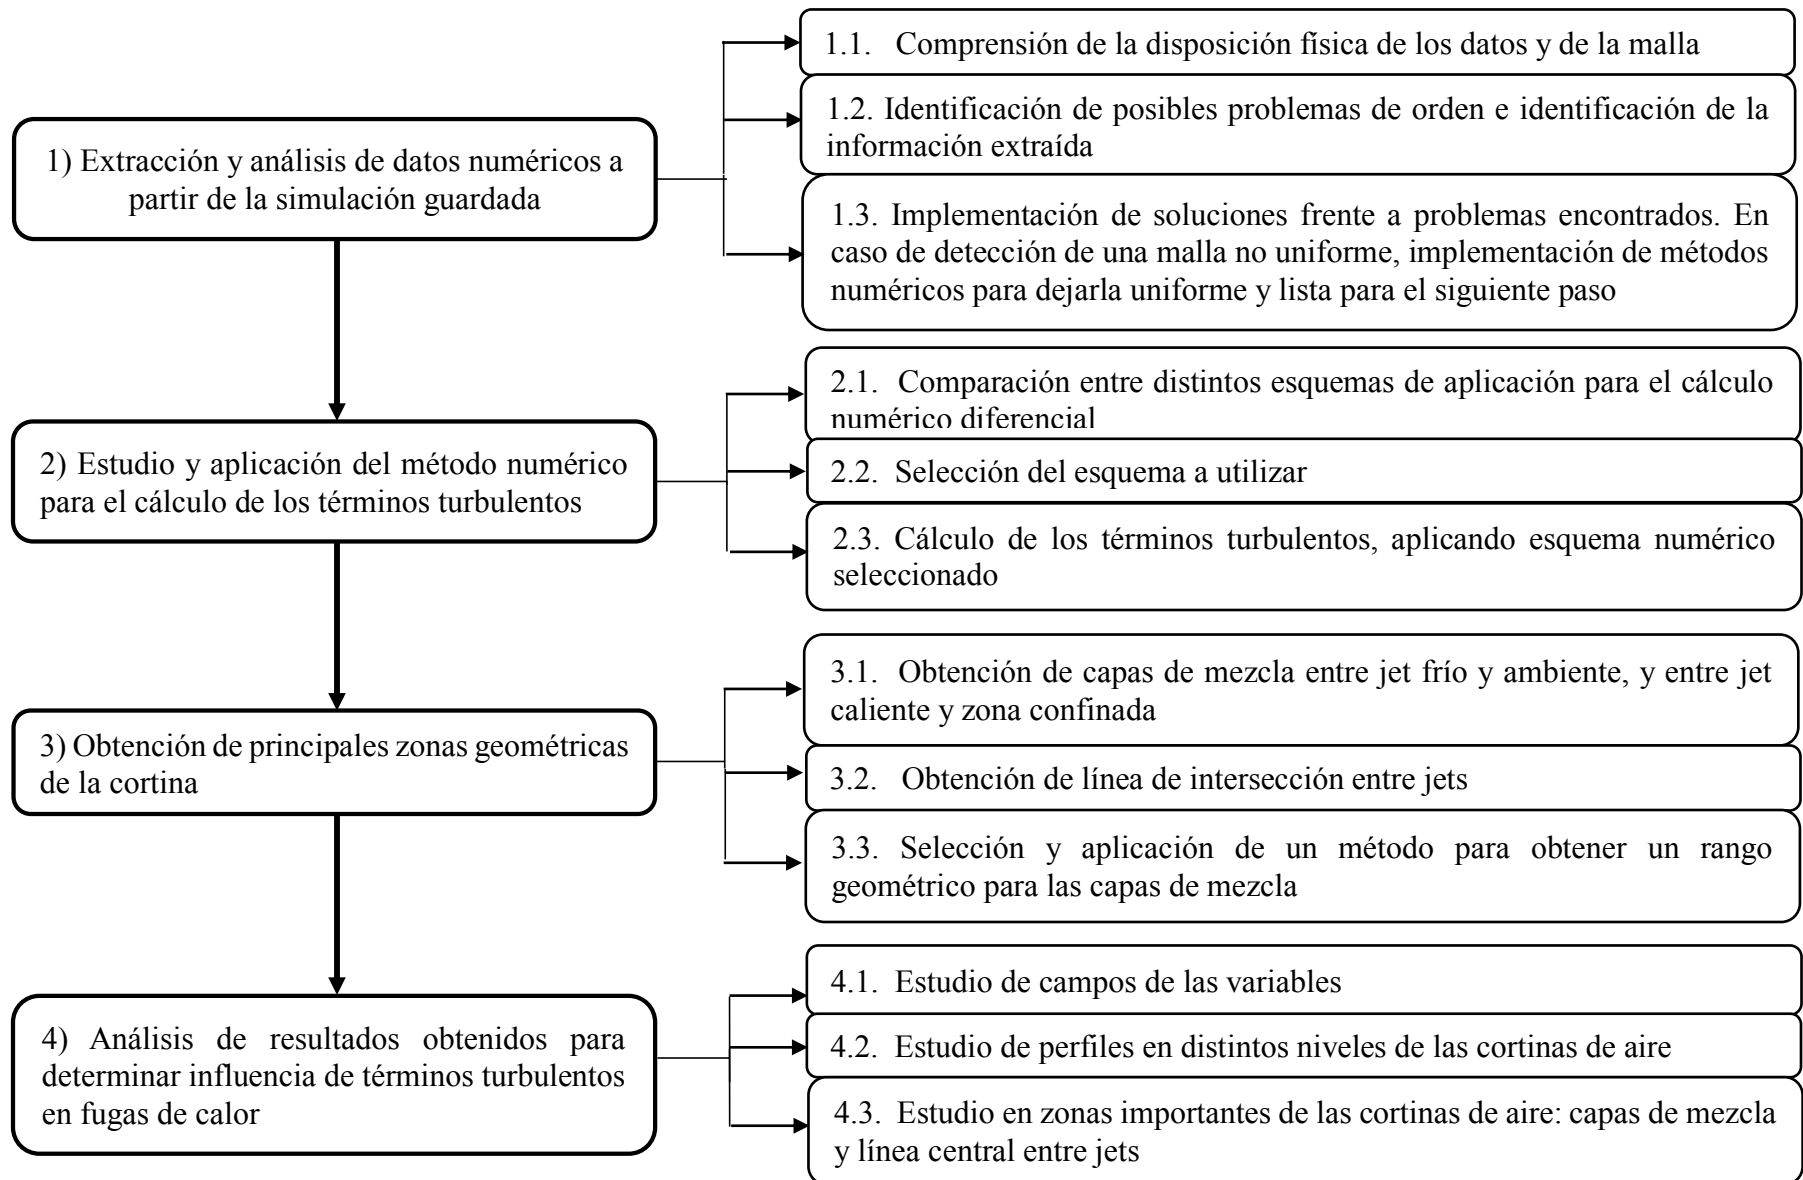 1) Extracción y análisis de datos numéricos a
partir de la simulación guardada
1.1. Comprensión de la disposición física de los datos y de la malla
1.2. Identificación de posibles problemas de orden e identificación de la
información extraída
1.3. Implementación de soluciones frente a problemas encontrados. En
caso de detección de una malla no uniforme, implementación de métodos
numéricos para dejarla uniforme y lista para el siguiente paso
2) Estudio y aplicación del método numérico
para el cálculo de los términos turbulentos
2.1. Comparación entre distintos esquemas de aplicación para el cálculo
numérico diferencial
2.2. Selección del esquema a utilizar
2.3. Cálculo de los términos turbulentos, aplicando esquema numérico
seleccionado
3) Obtención de principales zonas geométricas
de la cortina
3.1. Obtención de capas de mezcla entre jet frío y ambiente, y entre jet
caliente y zona confinada
3.2. Obtención de línea de intersección entre jets
3.3. Selección y aplicación de un método para obtener un rango
geométrico para las capas de mezcla
4) Análisis de resultados obtenidos para
determinar influencia de términos turbulentos
en fugas de calor
4.1. Estudio de campos de las variables
4.2. Estudio de perfiles en distintos niveles de las cortinas de aire
4.3. Estudio en zonas importantes de las cortinas de aire: capas de mezcla
y línea central entre jets